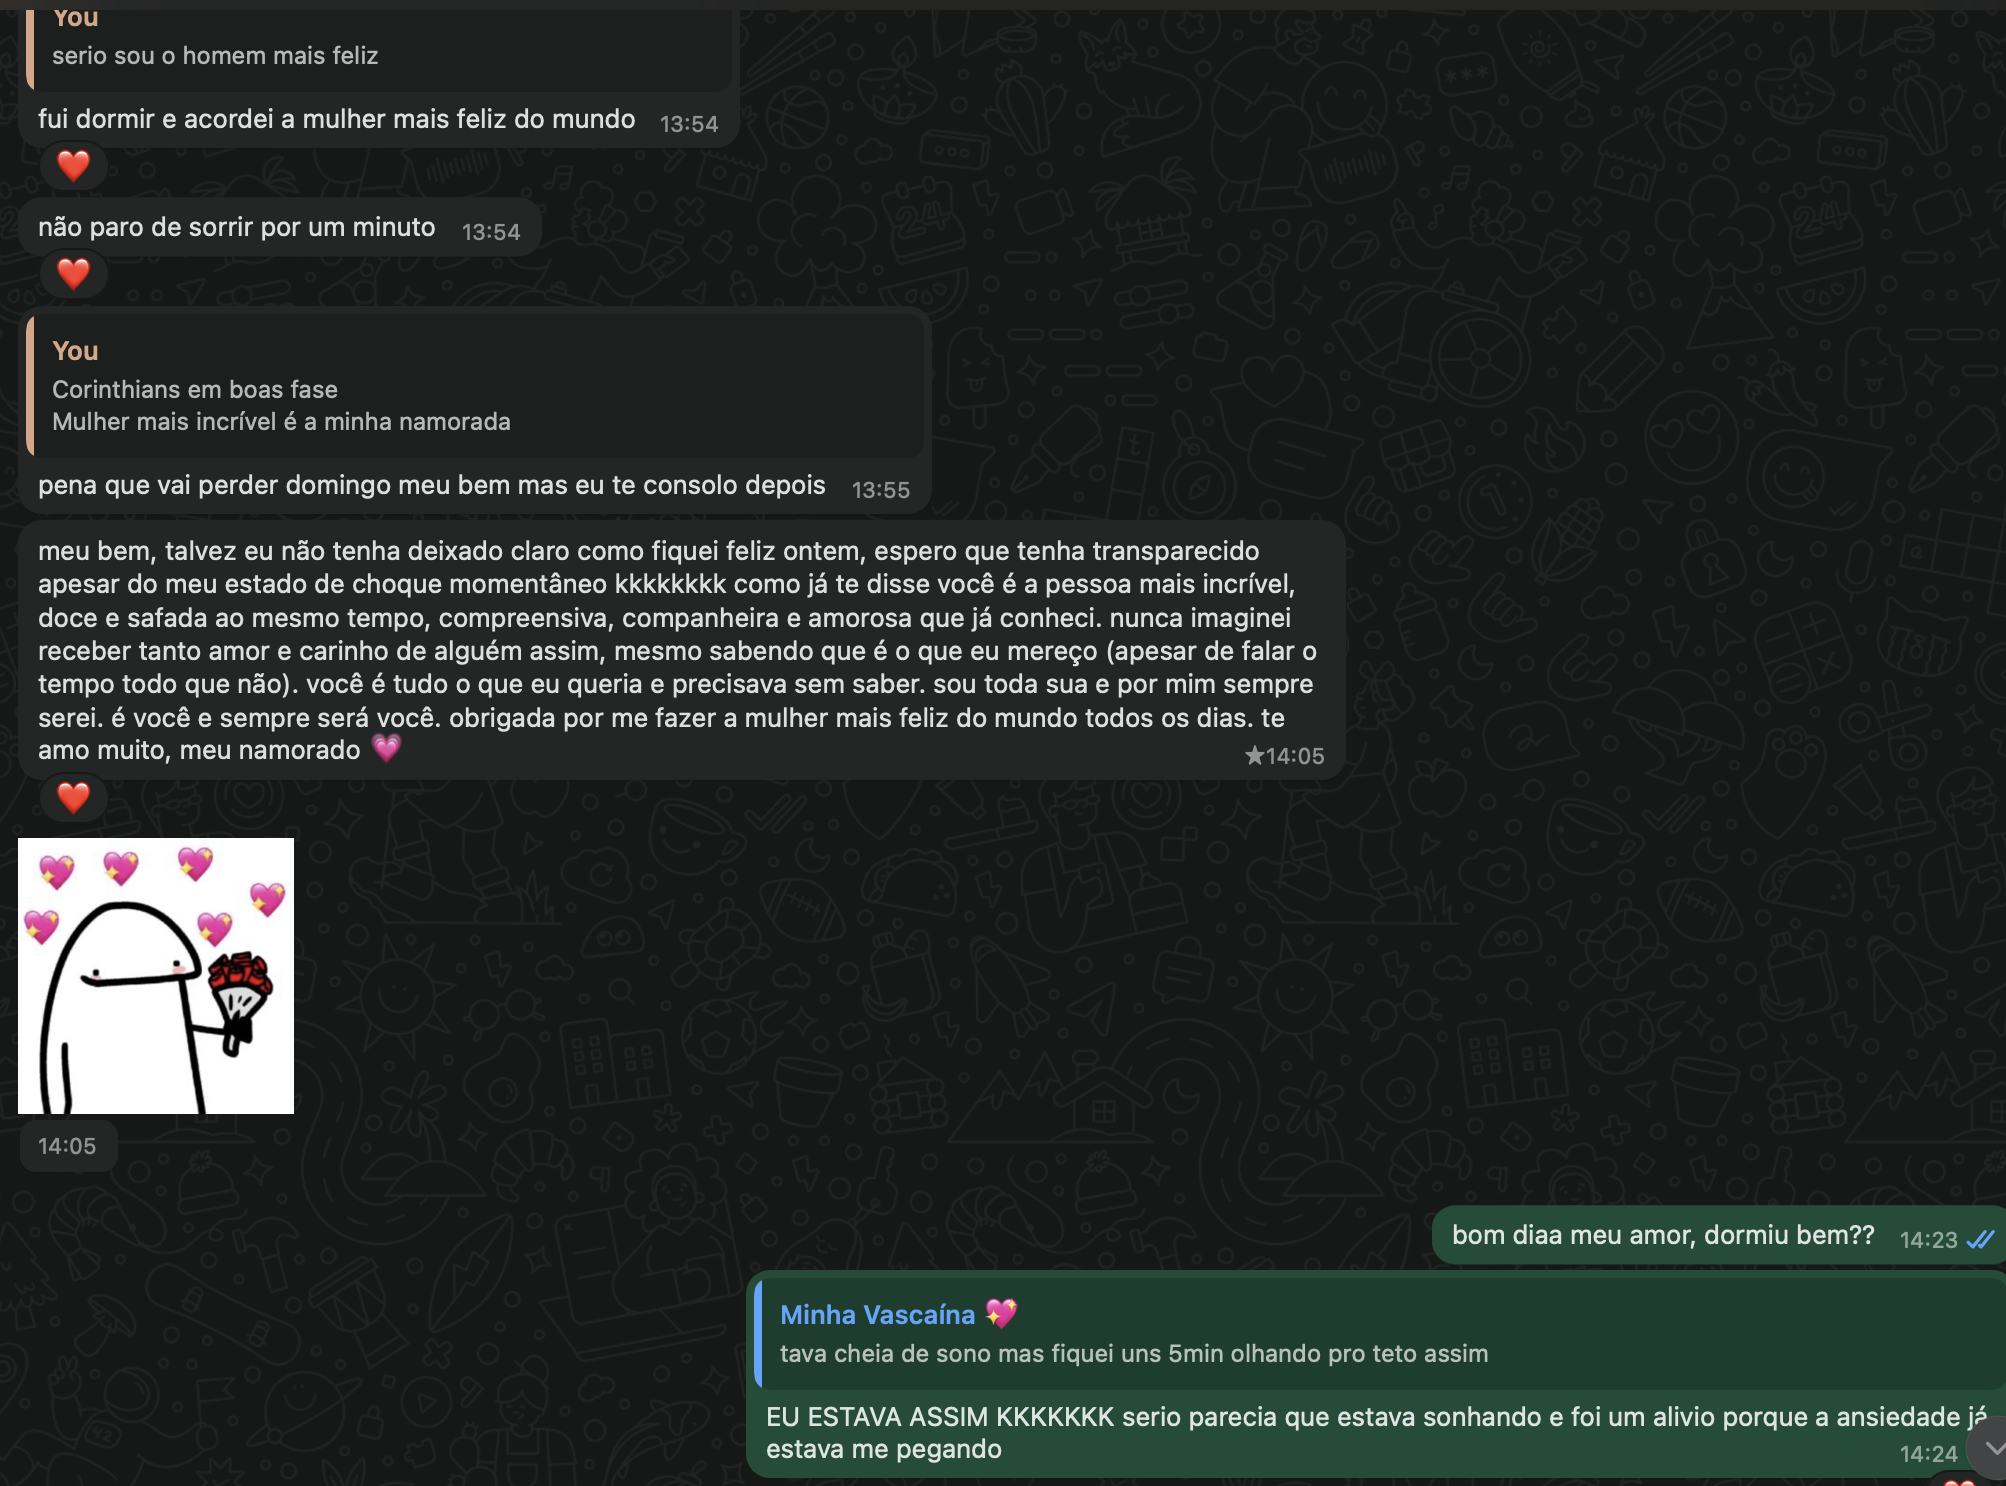 You
serio sou o homem mais feliz
fui dormir e acordei a mulher mais feliz do mundo 13:54
não paro de sorrir por um minuto 13:54
You
Corinthians em boas fase
Mulher mais incrível é a minha namorada
pena que vai perder domingo meu bem mas eu te consolo depois 13:55
meu bem, talvez eu não tenha deixado claro como fiquei feliz ontem, espero que tenha transparecido
apesar do meu estado de choque momentâneo kkkkkkkk como já te disse você é a pessoa mais incrível,
doce e safada ao mesmo tempo, compreensiva, companheira e amorosa que já conheci. nunca imaginei
receber tanto amor e carinho de alguém assim, mesmo sabendo que é o que eu mereço (apesar de falar o
tempo todo que não). você é tudo o que eu queria e precisava sem saber. sou toda sua e por mim sempre
serei. é você e sempre será você. obrigada por me fazer a mulher mais feliz do mundo todos os dias. te
amo muito, meu namorado 💗
★14:05
14:05
bom diaa meu amor, dormiu bem?? 14:23
Minha Vascaína 💖
tava cheia de sono mas fiquei uns 5min olhando pro teto assim
EU ESTAVA ASSIM KKKKKKK serio parecia que estava sonhando e foi um alivio porque a ansiedade já
estava me pegando
14:24